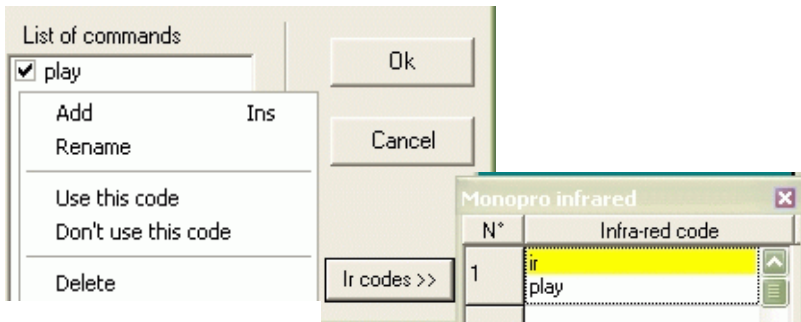 List of commands
play
Add Ins
Rename
Use this code
Don't use this code
Delete
Ok
Cancel
Ir codes >>
Monopro infrared
N° Infra-red code
1
ir
play